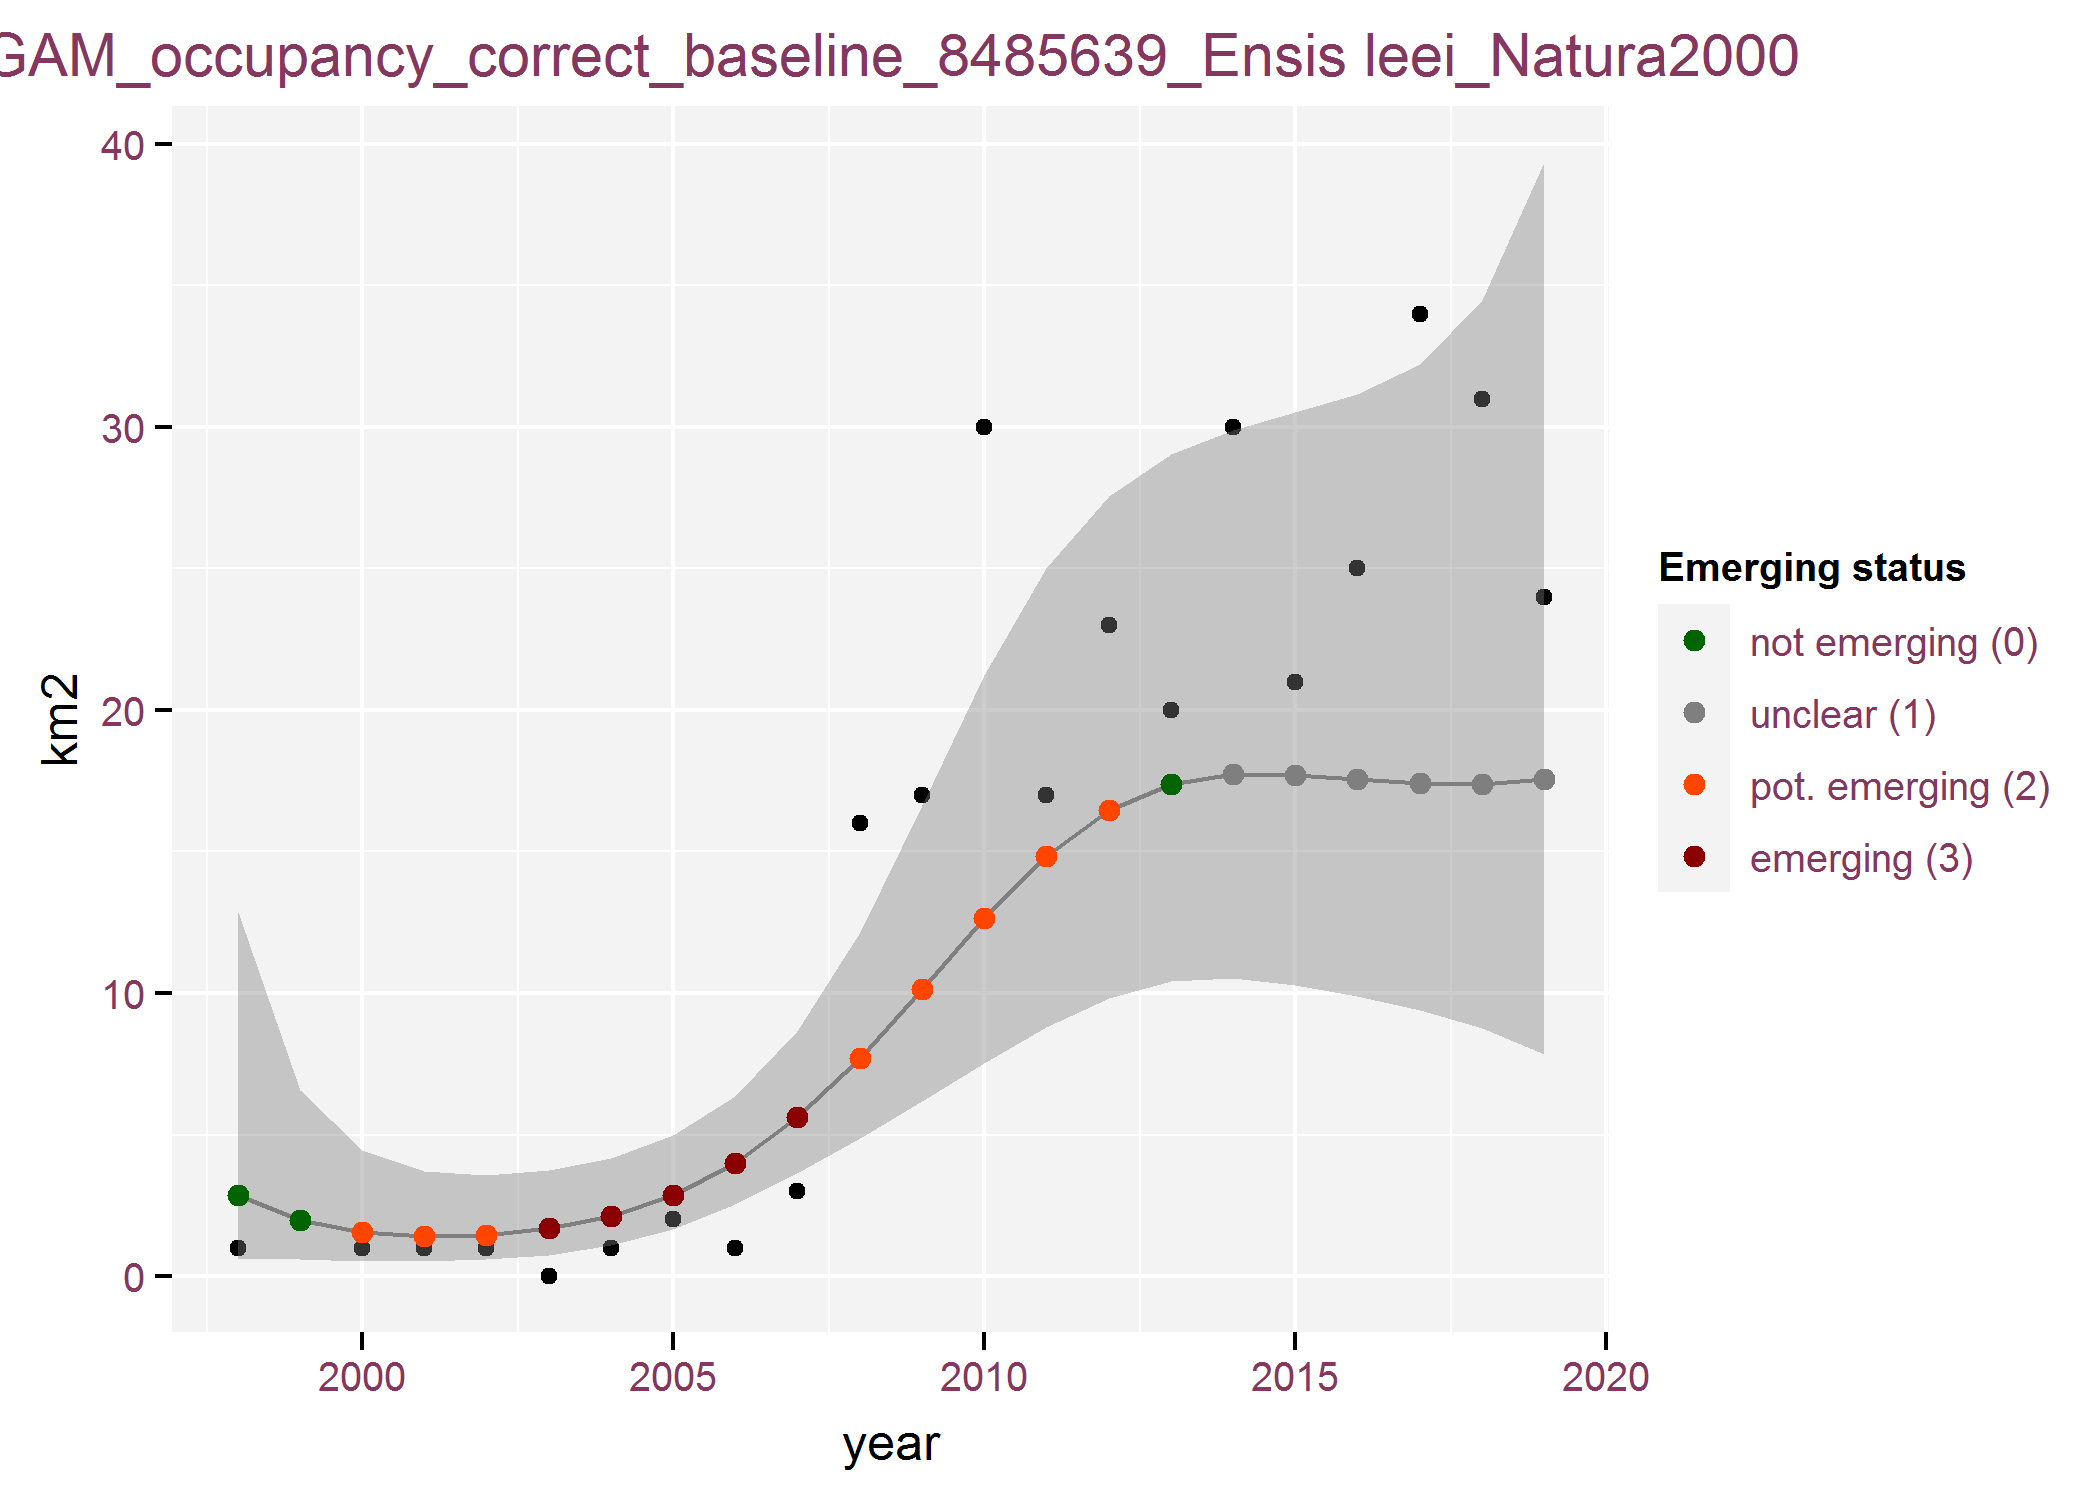 GAM_occupancy_correct_baseline_8485639_Ensis leei_Natura2000
40
30
20
10
0
km2
2000 2005 2010 2015 2020
year
Emerging status
not emerging (0)
unclear (1)
pot. emerging (2)
emerging (3)